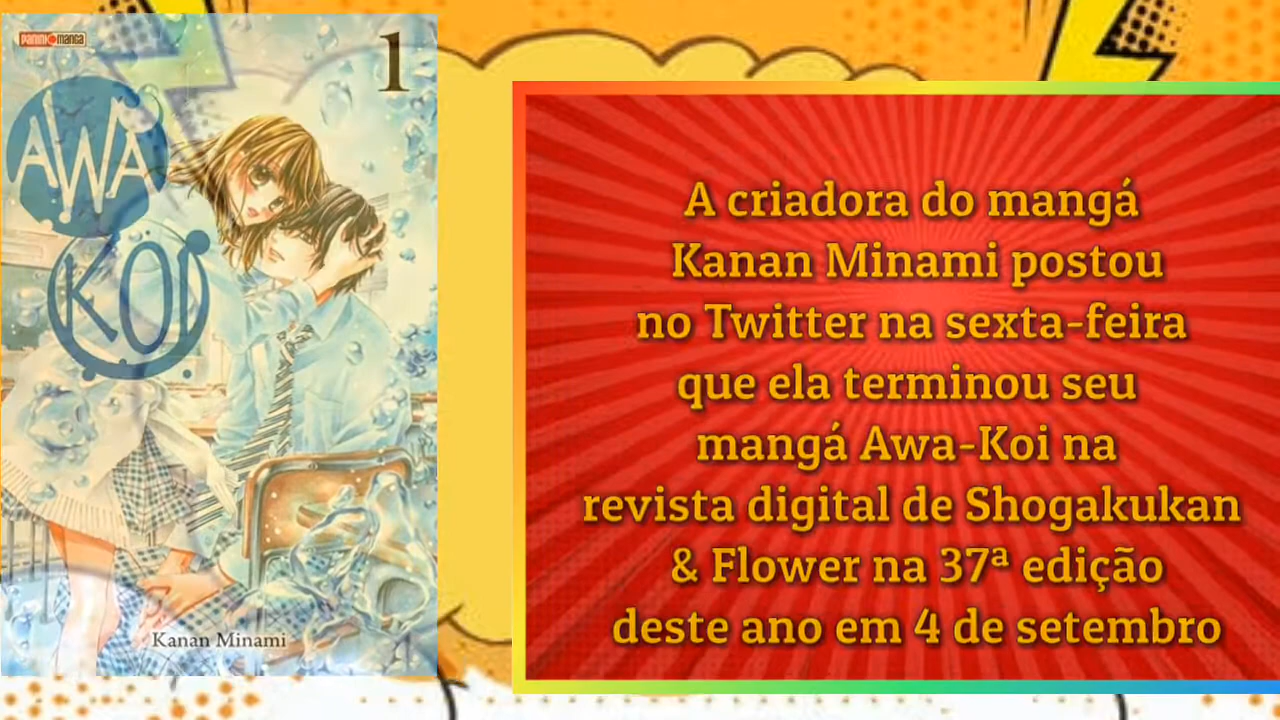 PANINI MANGA
1
AWA
KOI
Kanan Minami
A criadora do mangá
Kanan Minami postou
no Twitter na sexta-feira
que ela terminou seu
mangá Awa-Koi na
revista digital de Shogakukan
& Flower na 37ª edição
deste ano em 4 de setembro